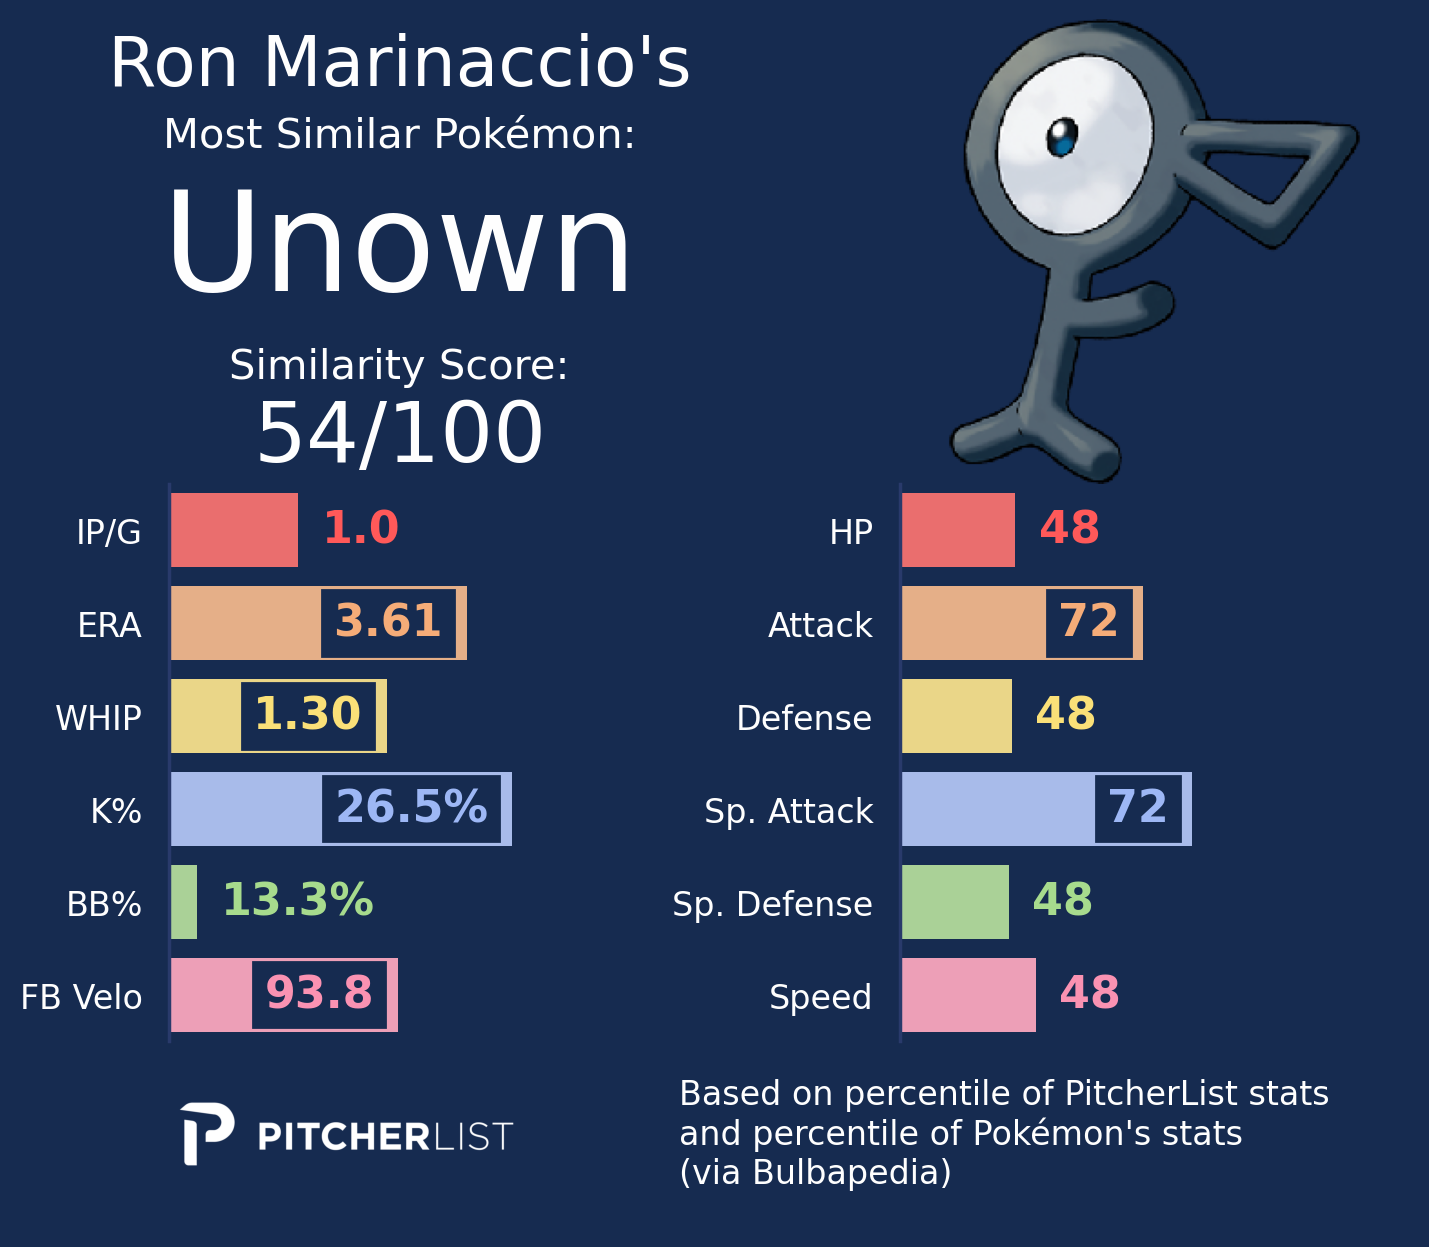 Ron Marinaccio's
Most Similar Pokémon:
Unown
Similarity Score:
54/100
IP/G 1.0
ERA 3.61
WHIP 1.30
K% 26.5%
BB% 13.3%
FB Velo 93.8
HP 48
Attack 72
Defense 48
Sp. Attack 72
Sp. Defense 48
Speed 48
PITCHERLIST
Based on percentile of PitcherList stats
and percentile of Pokémon's stats
(via Bulbapedia)